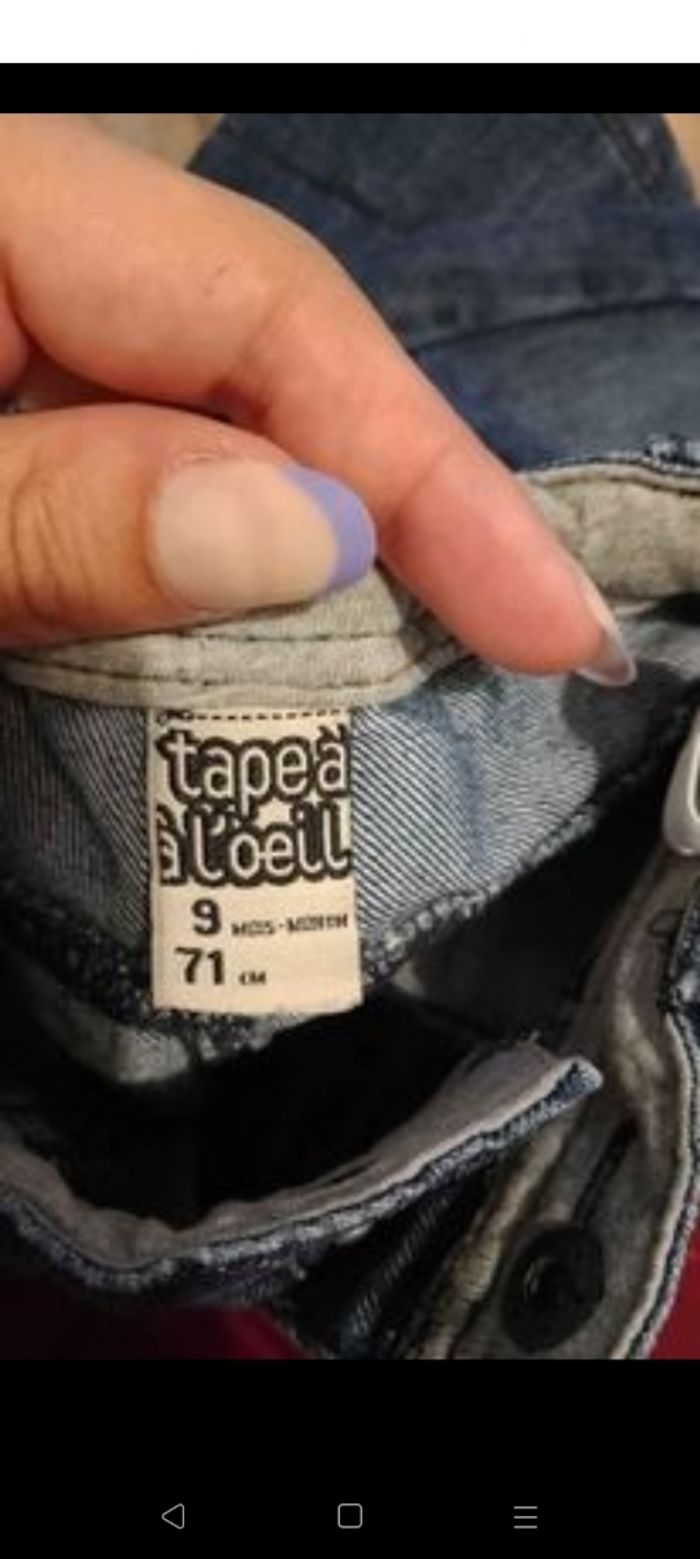 tape à
à l'oeil
9 MOIS-MONTH
71 CM